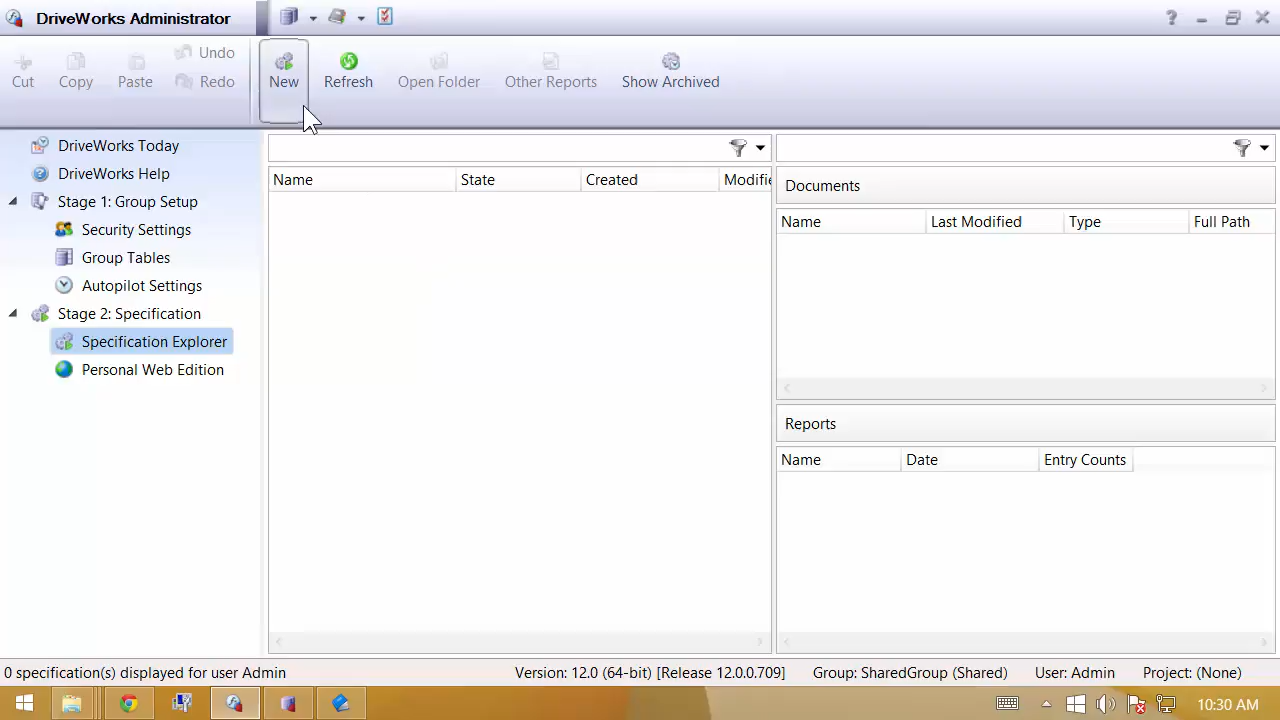 DriveWorks Administrator
Cut
Copy
Paste
Undo
Redo
New
Refresh
Open Folder
Other Reports
Show Archived
DriveWorks Today
DriveWorks Help
Stage 1: Group Setup
Security Settings
Group Tables
Autopilot Settings
Stage 2: Specification
Specification Explorer
Personal Web Edition
Name State Created Modifie
Documents
Name Last Modified Type Full Path
Reports
Name Date Entry Counts
0 specification(s) displayed for user Admin
Version: 12.0 (64-bit) [Release 12.0.0.709]
Group: SharedGroup (Shared)
User: Admin
Project: (None)
10:30 AM